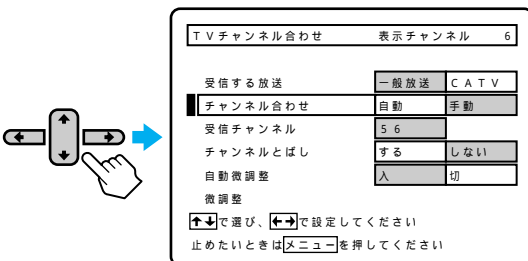 TVチャンネル合わせ 表示チャンネル 6
受信する放送 一般放送 CATV
チャンネル合わせ 自動 手動
受信チャンネル 56
チャンネルとばし する しない
自動微調整 入 切
微調整
↑↓で選び、←→で設定してください
止めたいときはメニューを押してください